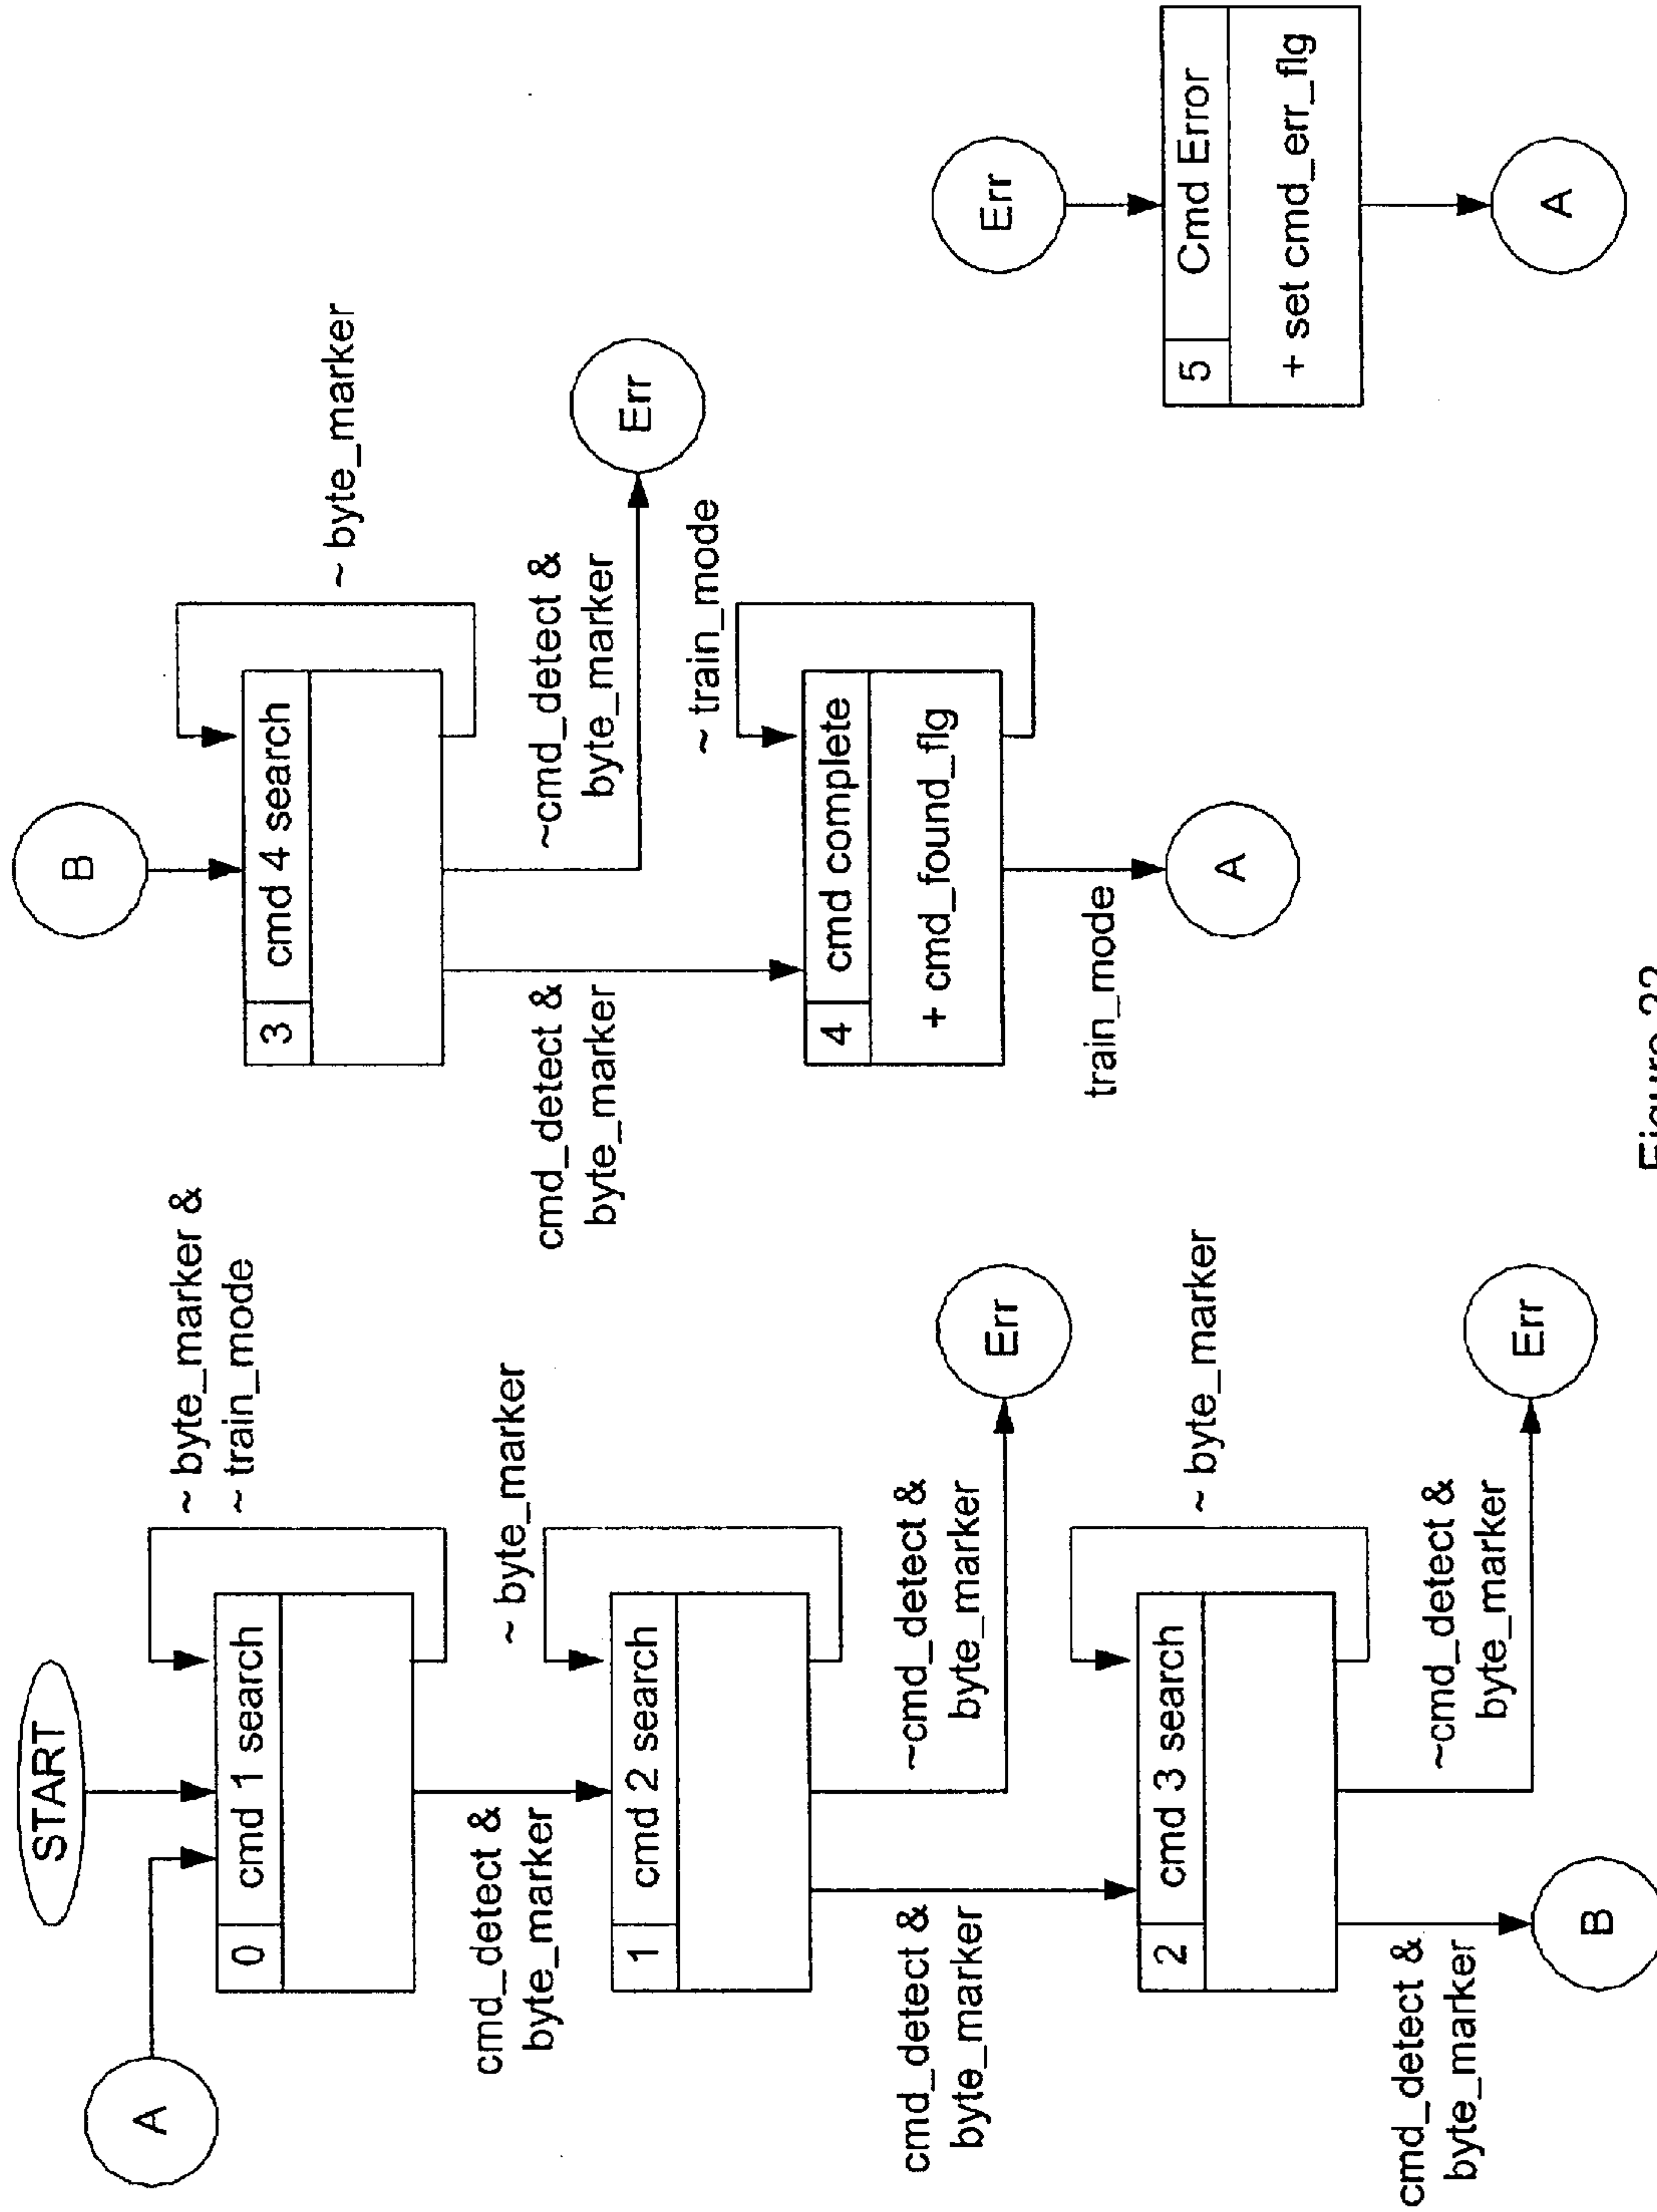 START
A
0
cmd 1 search
~ byte_marker &
~ train_mode
cmd_detect &
byte_marker
1
cmd 2 search
~ byte_marker
~cmd_detect &
byte_marker
Err
cmd_detect &
byte_marker
2
cmd 3 search
~ byte_marker
~cmd_detect &
byte_marker
Err
cmd_detect &
byte_marker
B
B
3
cmd 4 search
~ byte_marker
~cmd_detect &
byte_marker
Err
cmd_detect &
byte_marker
4
cmd complete
+ cmd_found_flg
~ train_mode
train_mode
A
Err
5
Cmd Error
+ set cmd_err_flg
A
Figure